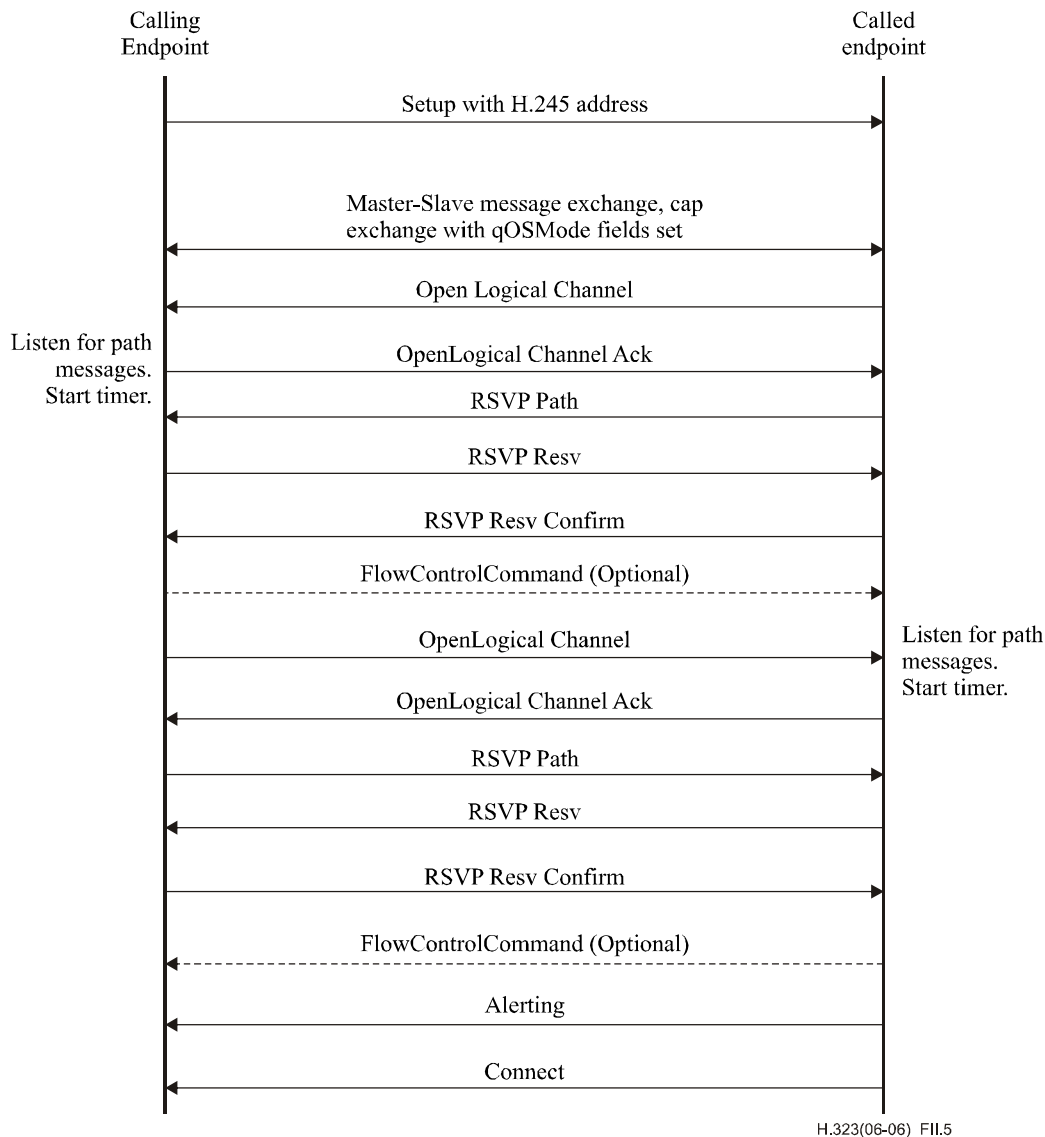 Calling
Endpoint
Called
endpoint
Setup with H.245 address
Master-Slave message exchange, cap
exchange with qOSMode fields set
Open Logical Channel
Listen for path
messages.
Start timer.
OpenLogical Channel Ack
RSVP Path
RSVP Resv
RSVP Resv Confirm
FlowControlCommand (Optional)
OpenLogical Channel
Listen for path
messages.
Start timer.
OpenLogical Channel Ack
RSVP Path
RSVP Resv
RSVP Resv Confirm
FlowControlCommand (Optional)
Alerting
Connect
H.323(06-06) FII.5